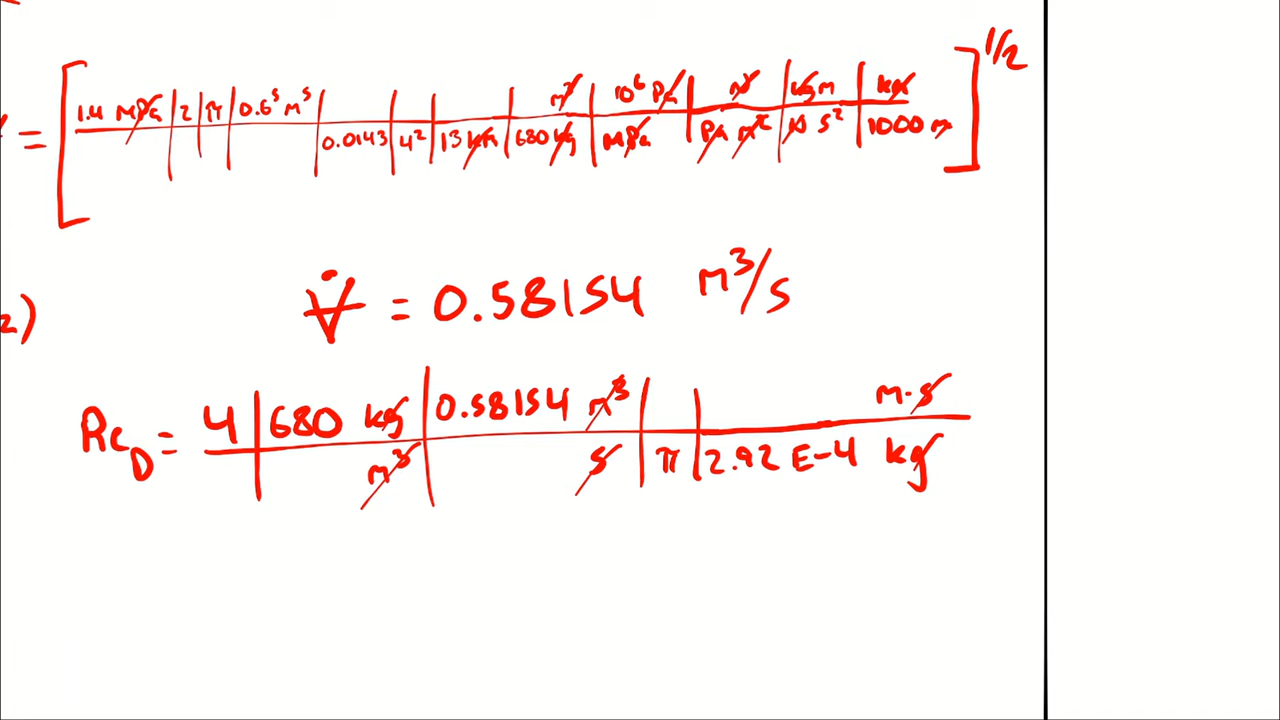 = [ 1.4 MPa | 2 | π | 0.6⁵ m⁵ | | | | m³ | 10⁶ Pa | N | kg m | km ]^1/2
0.0143 | 4² | 13 km | 680 kg | MPa | Pa m² | N s² | 1000 m
2) V̶̇ = 0.58154 m³/s
Re_D = 4 | 680 kg | 0.58154 m³ | | m·s
m³ | s | π | 2.92 E-4 kg